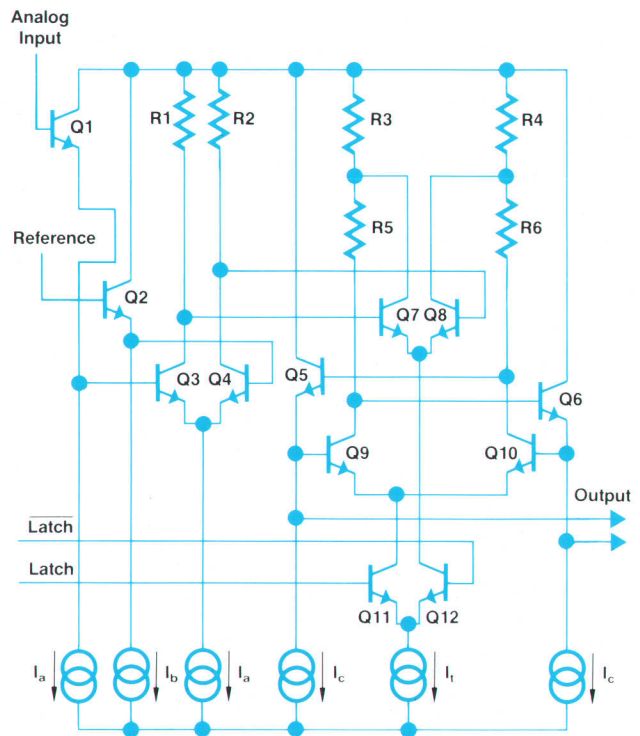 Analog
Input
Q1
R1
R2
R3
R4
Reference
R5
R6
Q2
Q7
Q8
Q3
Q4
Q5
Q6
Q9
Q10
Output
Latch
Latch
Q11
Q12
Ia
Ib
Ia
Ic
It
Ic